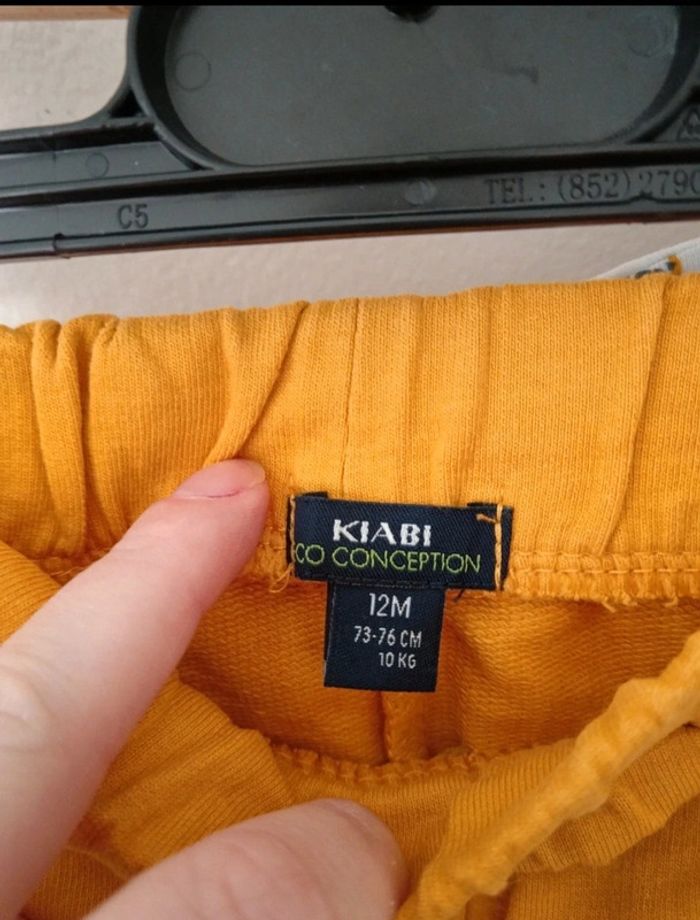 C5
TEL.: (852) 2790
KIABI
CO CONCEPTION
12M
73-76 CM
10 KG